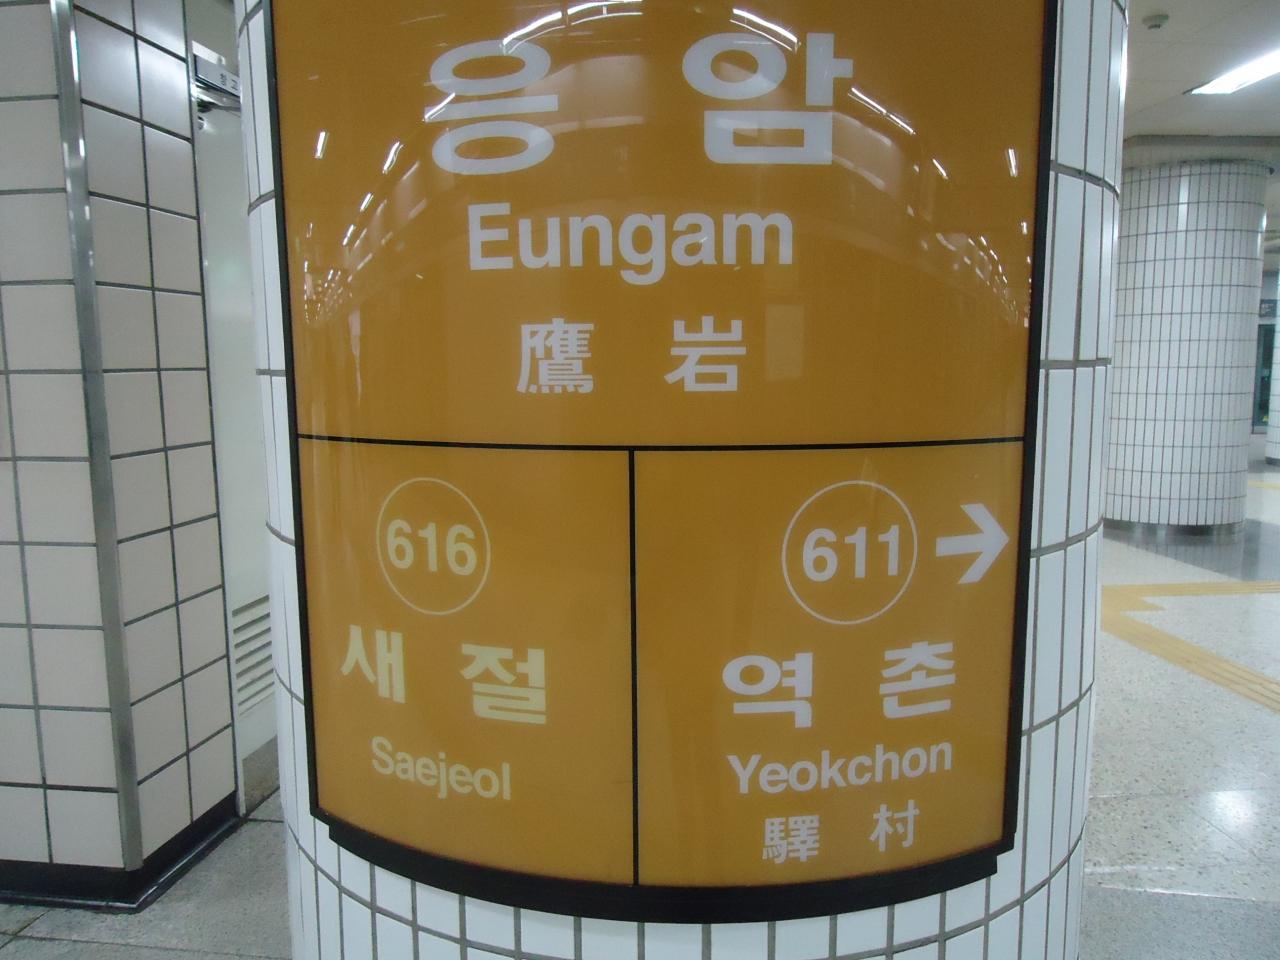 응암
Eungam
鷹岩
616
새절
Saejeol
611 →
역촌
Yeokchon
驛村